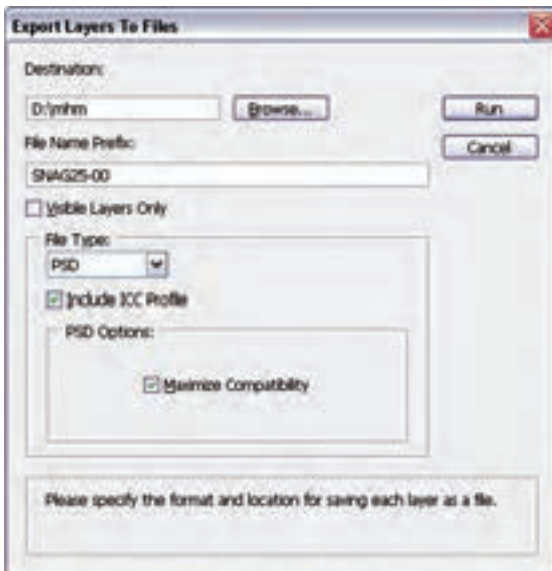 Export Layers To Files
Destination:
D:\mhm
Browse...
Run
File Name Prefix:
Cancel
SNAG25-00
Visible Layers Only
File Type:
PSD
Include ICC Profile
PSD Options:
Maximize Compatibility
Please specify the format and location for saving each layer as a file.